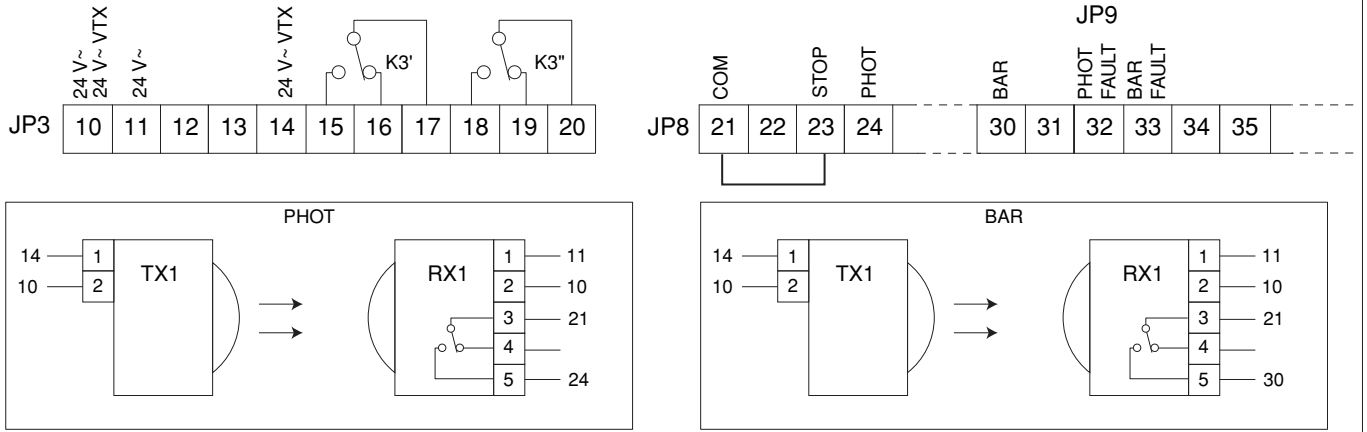 JP9
24 V~
24 V~ VTX
24 V~
24 V~ VTX
K3'
K3"
COM
STOP
PHOT
BAR
PHOT
FAULT
BAR
FAULT
JP3 10 11 12 13 14 15 16 17 18 19 20
JP8 21 22 23 24 30 31 32 33 34 35
PHOT
14 1 TX1 RX1 1 11
10 2 2 10
3 21
4
5 24
BAR
14 1 TX1 RX1 1 11
10 2 2 10
3 21
4
5 30